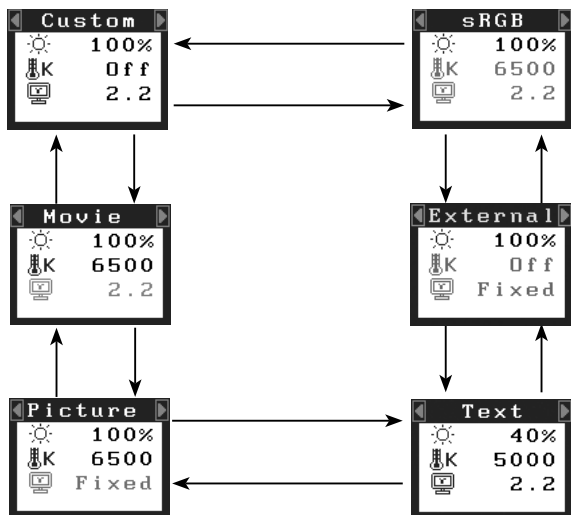 Custom
100%
K Off
2.2
sRGB
100%
K 6500
2.2
Movie
100%
K 6500
2.2
External
100%
K Off
Fixed
Picture
100%
K 6500
Fixed
Text
40%
K 5000
2.2